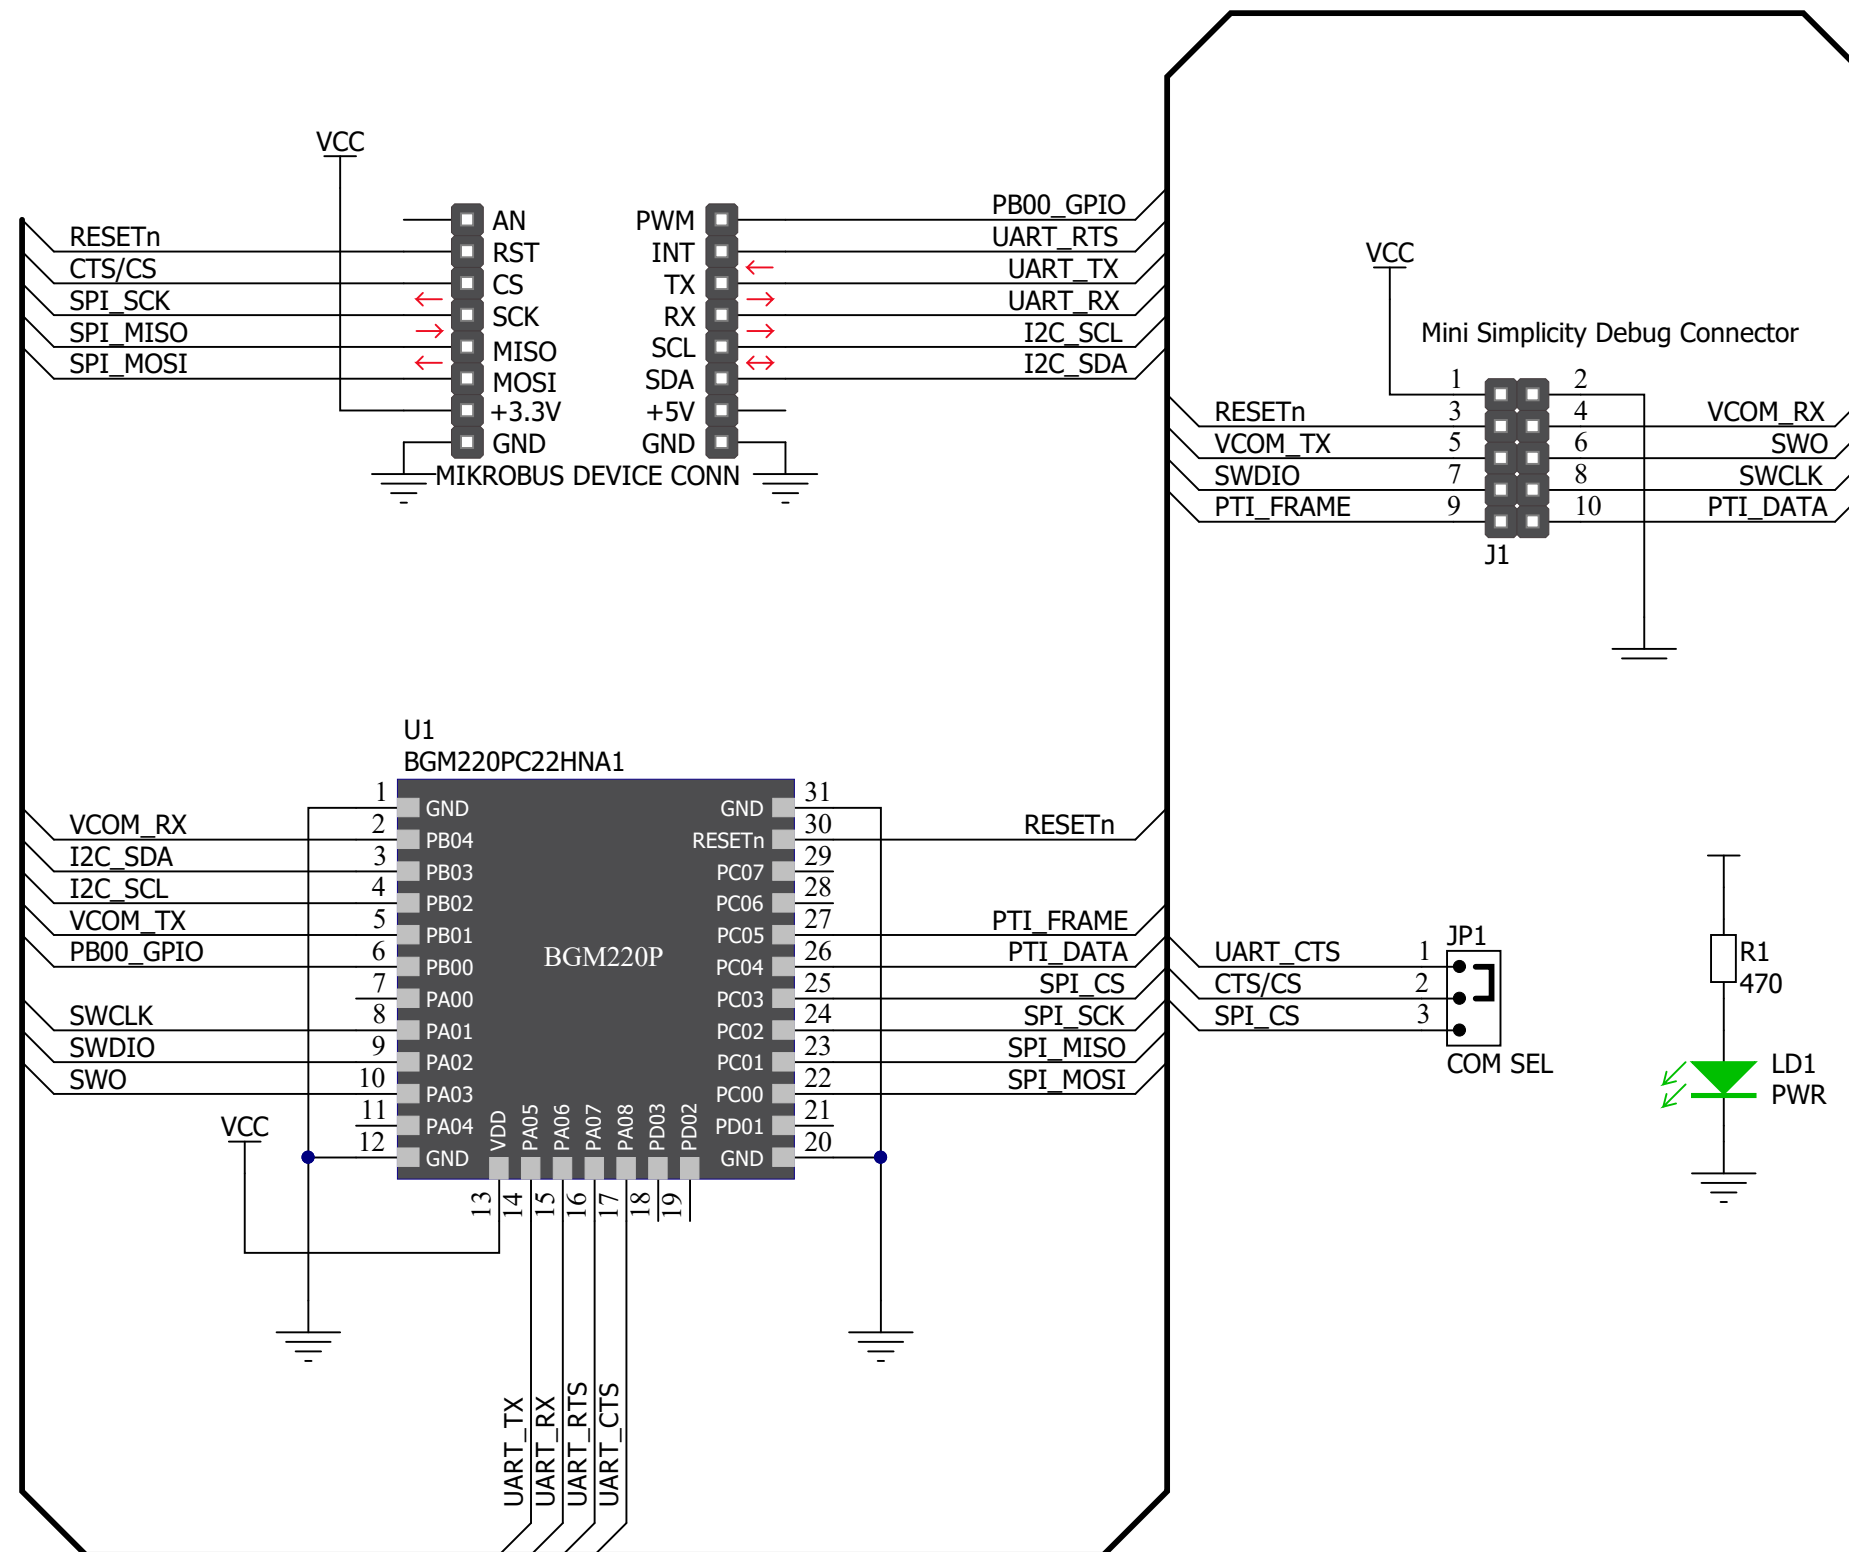 VCC
AN
PWM
PB00_GPIO
RESETn
RST
INT
UART_RTS
CTS/CS
CS
TX
UART_TX
SPI_SCK
SCK
RX
UART_RX
SPI_MISO
MISO
SCL
I2C_SCL
SPI_MOSI
MOSI
SDA
I2C_SDA
+3.3V
+5V
GND
GND
MIKROBUS DEVICE CONN
VCC
Mini Simplicity Debug Connector
1
2
RESETn
3
4
VCOM_RX
VCOM_TX
5
6
SWO
SWDIO
7
8
SWCLK
PTI_FRAME
9
10
PTI_DATA
J1
U1
BGM220PC22HNA1
1
GND
GND
31
VCOM_RX
2
PB04
RESETn
30
RESETn
I2C_SDA
3
PB03
PC07
29
I2C_SCL
4
PB02
PC06
28
VCOM_TX
5
PB01
PC05
27
PTI_FRAME
PB00_GPIO
6
PB00
BGM220P
PC04
26
PTI_DATA
7
PA00
PC03
25
SPI_CS
SWCLK
8
PA01
PC02
24
SPI_SCK
SWDIO
9
PA02
PC01
23
SPI_MISO
SWO
10
PA03
PC00
22
SPI_MOSI
11
PA04
PD01
21
12
GND
GND
20
VCC
VDD
PA05
PA06
PA07
PA08
PD03
PD02
13
14
15
16
17
18
19
UART_TX
UART_RX
UART_RTS
UART_CTS
JP1
UART_CTS
1
CTS/CS
2
SPI_CS
3
COM SEL
R1
470
LD1
PWR